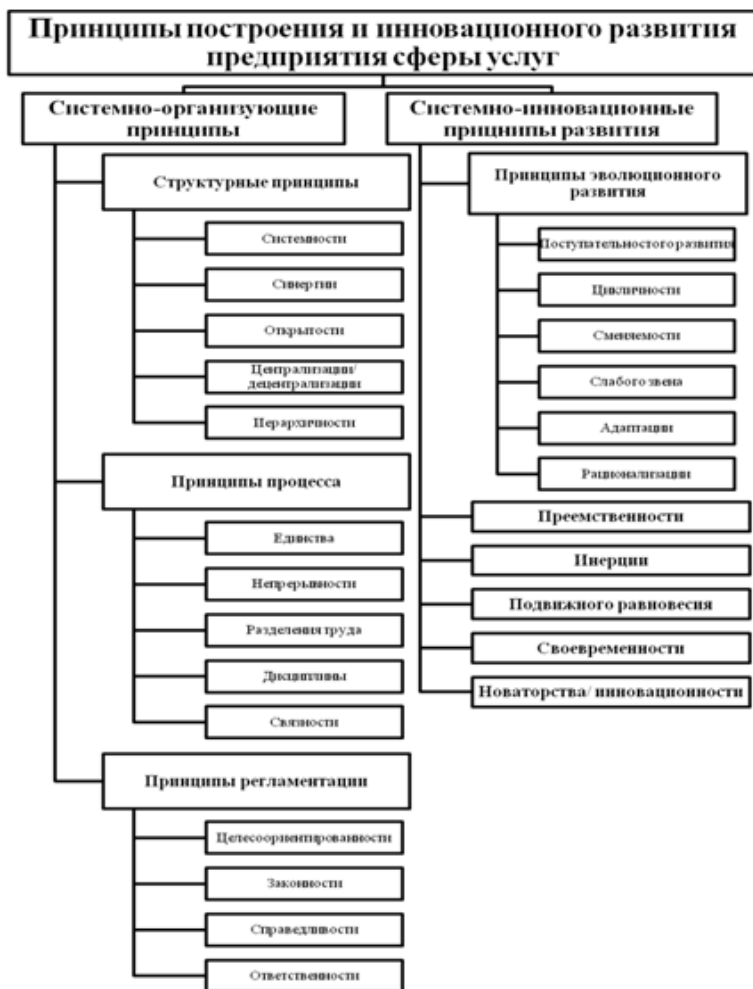 Принципы построения и инновационного развития
предприятия сферы услуг
Системно-организующие
принципы
Структурные принципы
Системности
Синергии
Открытости
Централизации/
децентрализации
Иерархичности
Принципы процесса
Единства
Непрерывности
Разделения труда
Дисциплины
Связности
Принципы регламентации
Целесоориентированности
Законности
Справедливости
Ответственности
Системно-инновационные
прицнипы развития
Принципы эволюционного
развития
Поступательностого развития
Цикличности
Сменяемости
Слабого звена
Адаптации
Рационализации
Преемственности
Инерции
Подвижного равновесия
Своевременности
Новаторства/ инновационности